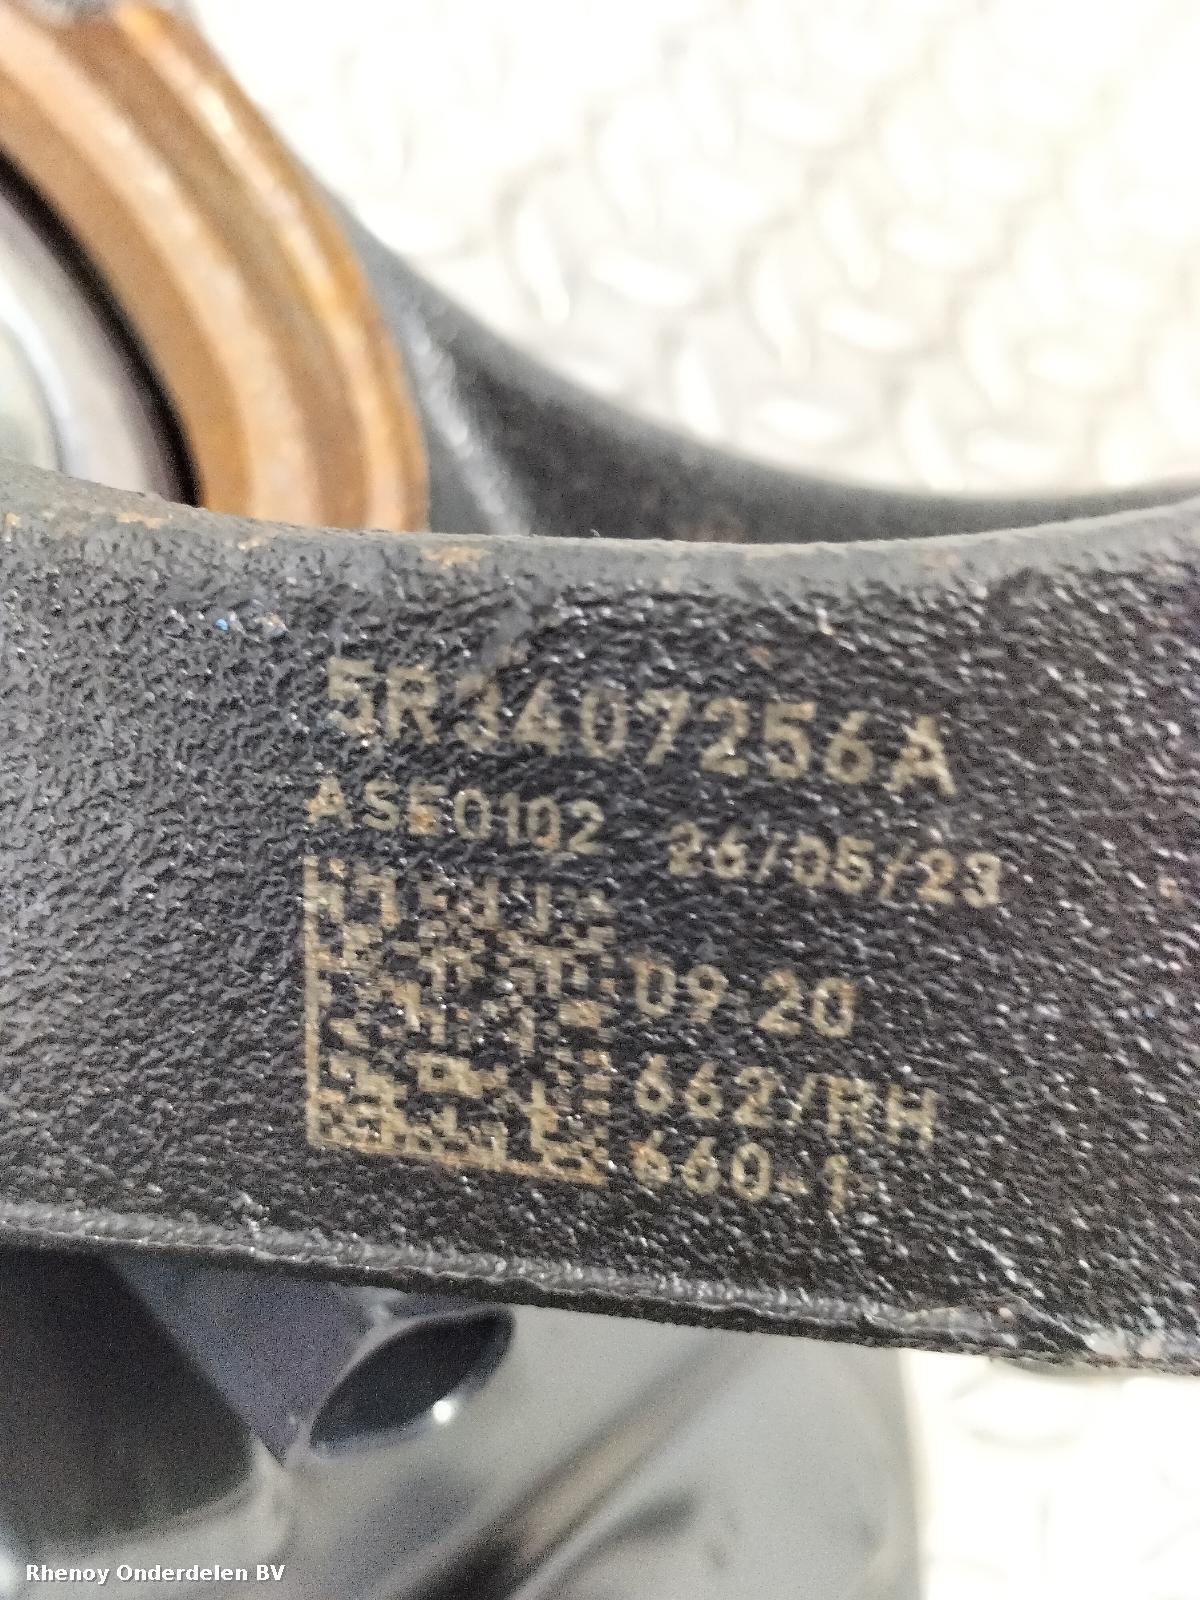 5R3407256A
ASE0102 26/05/23
09 20
662/RH
660-1
Rhenoy Onderdelen BV